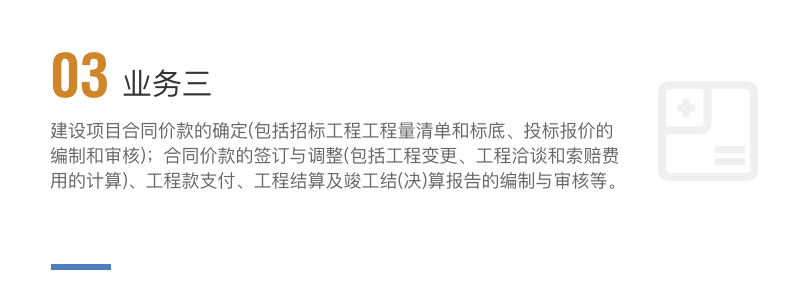 03 业务三
建设项目合同价款的确定(包括招标工程工程量清单和标底、投标报价的
编制和审核)；合同价款的签订与调整(包括工程变更、工程洽谈和索赔费
用的计算)、工程款支付、工程结算及竣工结(决)算报告的编制与审核等。